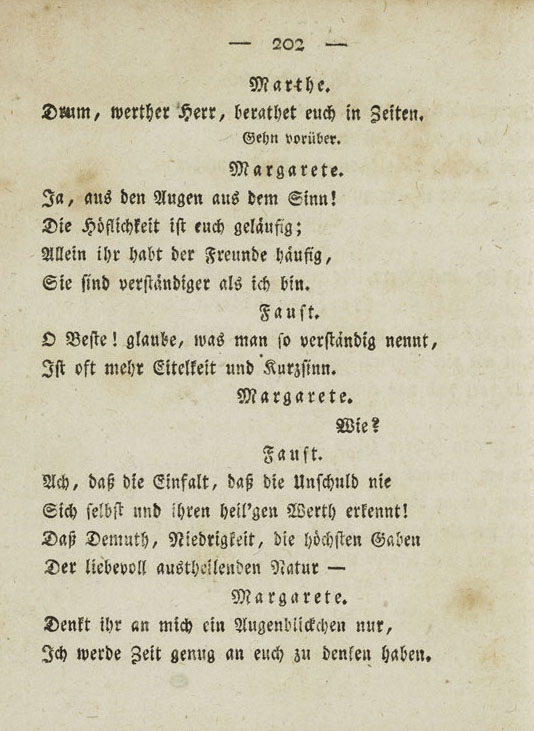 — 202 —
Marthe.
Drum, werther Herr, berathet euch in Zeiten.
Gehn vorüber.
Margarete.
Ja, aus den Augen aus dem Sinn!
Die Höflichkeit ist euch geläufig;
Allein ihr habt der Freunde häufig,
Sie sind verständiger als ich bin.
Faust.
O Beste! glaube, was man so verständig nennt,
Ist oft mehr Eitelkeit und Kurzsinn.
Margarete.
Wie?
Faust.
Ach, daß die Einfalt, daß die Unschuld nie
Sich selbst und ihren heil'gen Werth erkennt!
Daß Demuth, Niedrigkeit, die höchsten Gaben
Der liebevoll austheilenden Natur —
Margarete.
Denkt ihr an mich ein Augenblickchen nur,
Ich werde Zeit genug an euch zu denken haben.